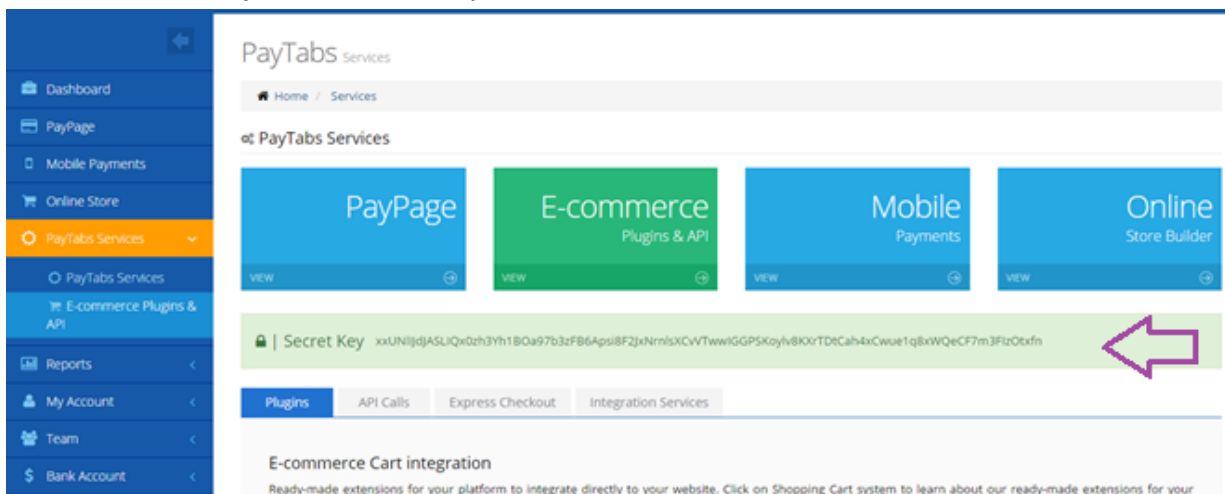 PayTabs Services
Home / Services
PayTabs Services
Dashboard
PayPage
Mobile Payments
Online Store
PayTabs Services
PayTabs Services
E-commerce Plugins &
API
Reports
My Account
Team
$ Bank Account
PayPage
VIEW
E-commerce
Plugins & API
VIEW
Mobile
Payments
VIEW
Online
Store Builder
VIEW
| Secret Key
Plugins API Calls Express Checkout Integration Services
E-commerce Cart integration
Ready-made extensions for your platform to integrate directly to your website. Click on Shopping Cart system to learn about our ready-made extensions for your